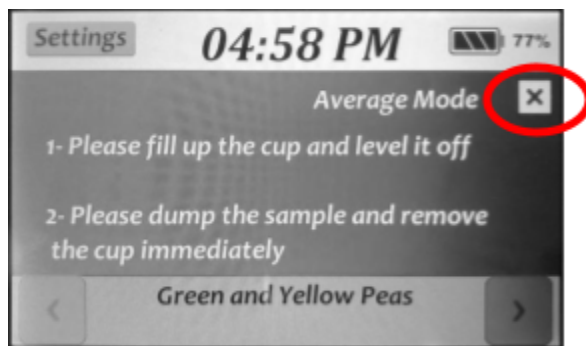 Settings 04:58 PM 77%
Average Mode X
1- Please fill up the cup and level it off
2- Please dump the sample and remove
the cup immediately
< Green and Yellow Peas >